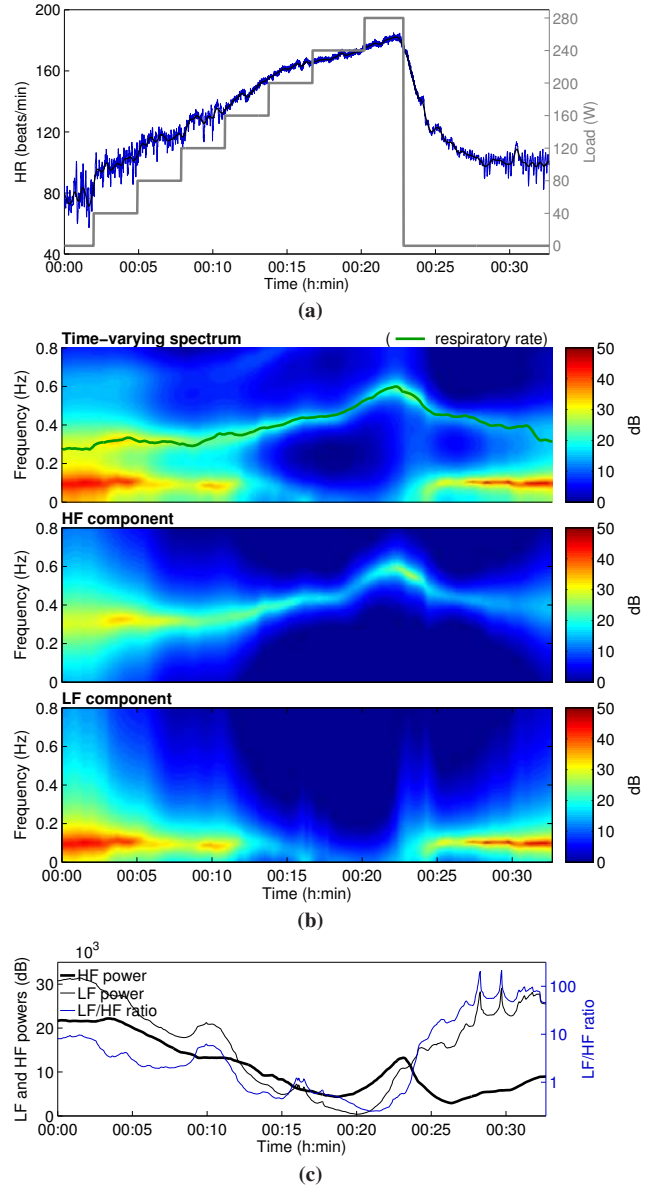 200
160
120
80
40
HR (beats/min)
280
240
200
160
120
80
40
0
Load (W)
00:00 00:05 00:10 00:15 00:20 00:25 00:30
Time (h:min)
(a)
Time-varying spectrum ( respiratory rate)
0.8
0.6
0.4
0.2
0
Frequency (Hz)
50
40
30
20
10
0
dB
HF component
0.8
0.6
0.4
0.2
0
Frequency (Hz)
50
40
30
20
10
0
dB
LF component
0.8
0.6
0.4
0.2
0
Frequency (Hz)
50
40
30
20
10
0
dB
00:00 00:05 00:10 00:15 00:20 00:25 00:30
Time (h:min)
(b)
10³
30
20
10
0
LF and HF powers (dB)
HF power
LF power
LF/HF ratio
100
10
1
LF/HF ratio
00:00 00:05 00:10 00:15 00:20 00:25 00:30
Time (h:min)
(c)